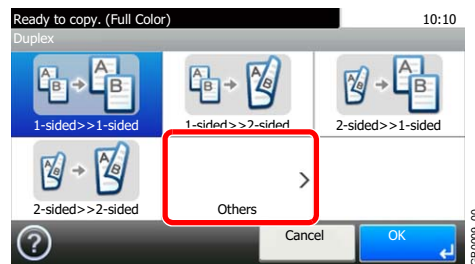 Ready to copy. (Full Color) 10:10
Duplex
1-sided>>1-sided 1-sided>>2-sided 2-sided>>1-sided
2-sided>>2-sided Others
Cancel OK